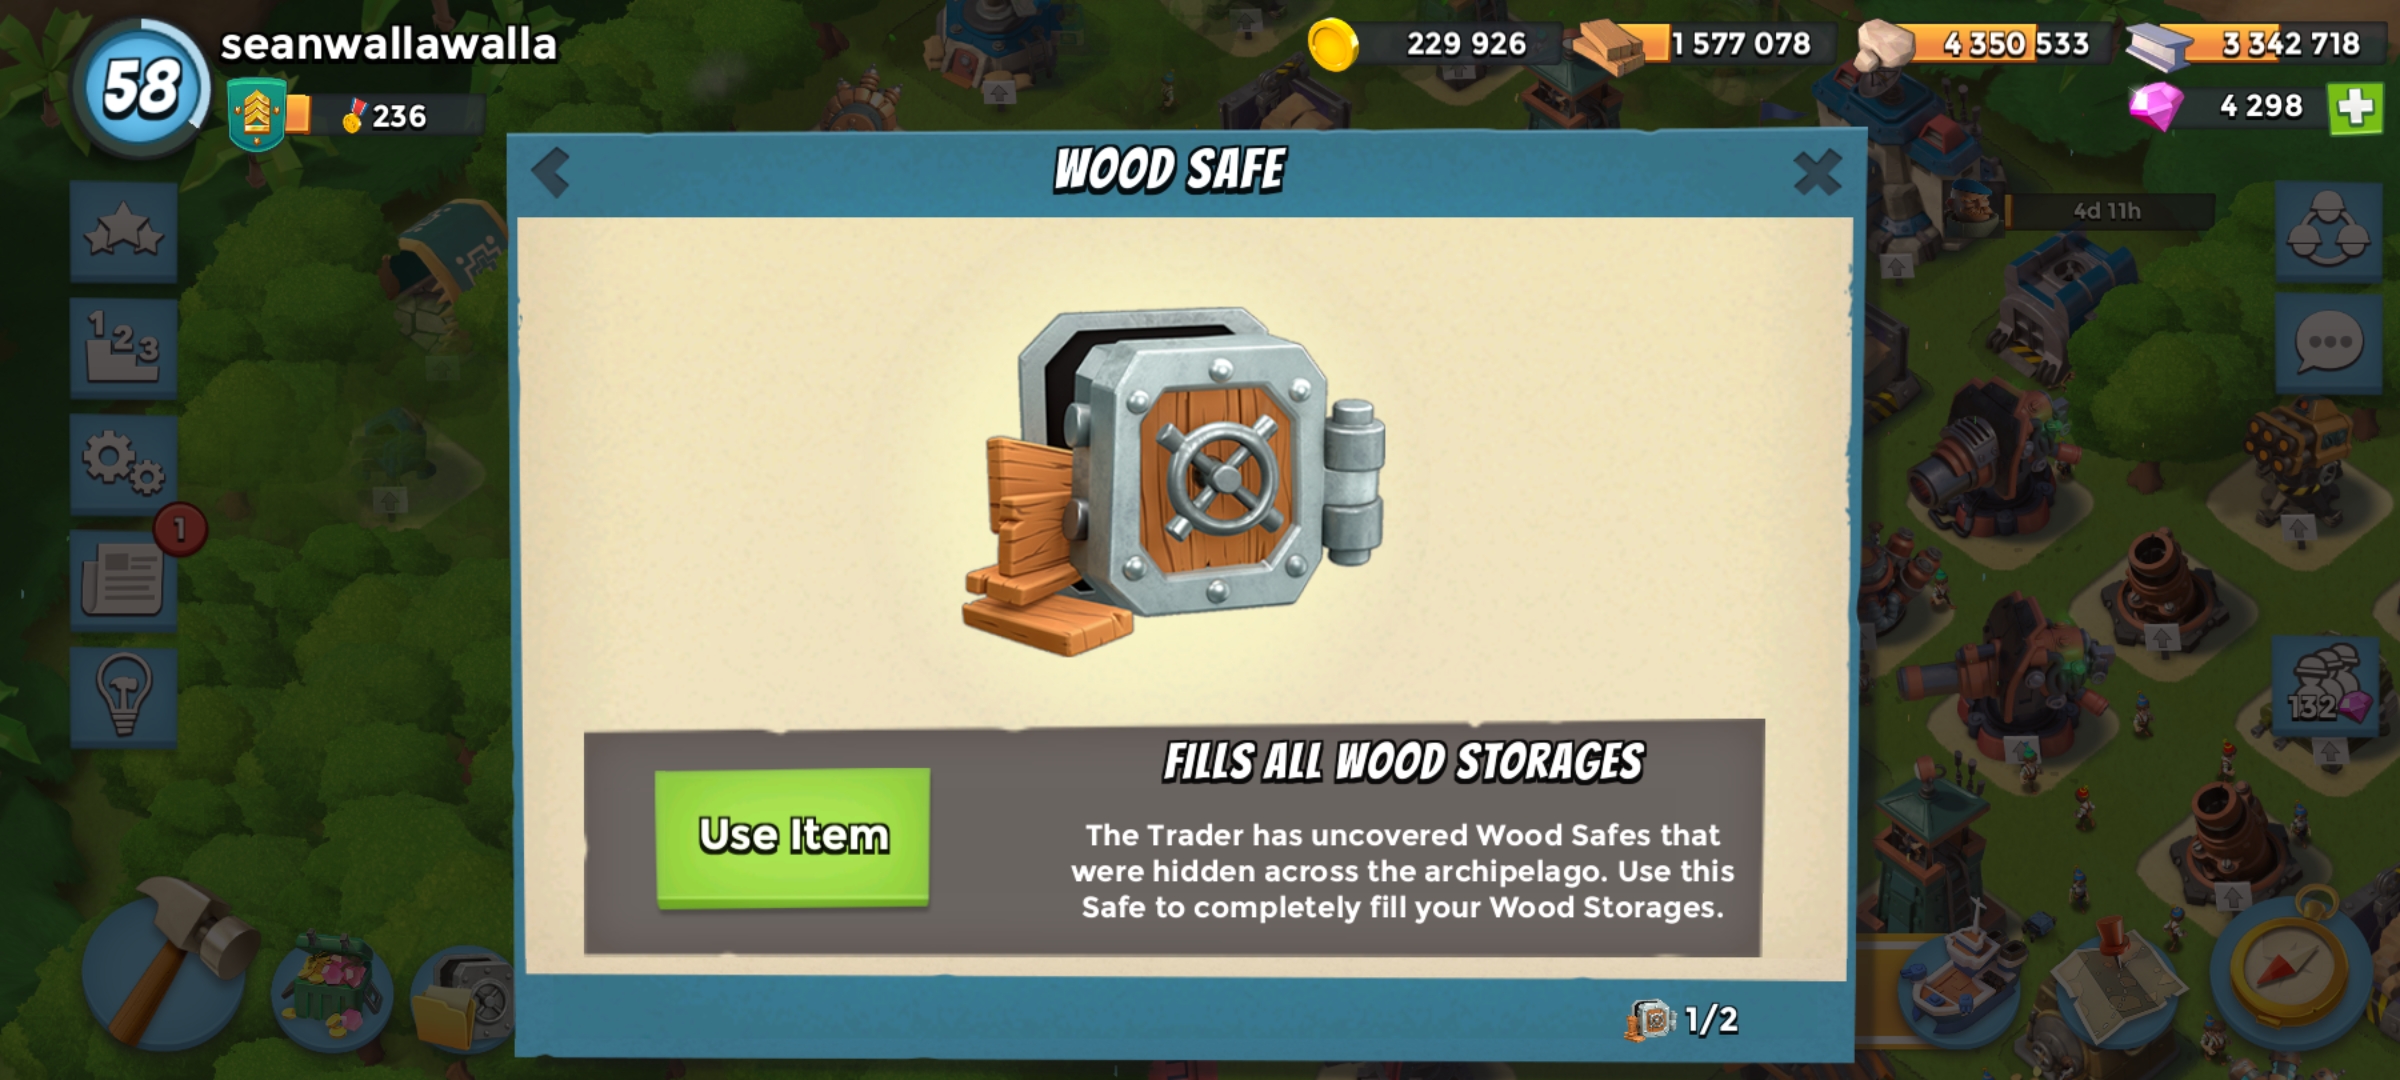 58
seanwallawalla
236
229 926
1 577 078
4 350 533
3 342 718
4 298
WOOD SAFE
4d 11h
1 2 3
1
132
FILLS ALL WOOD STORAGES
Use Item
The Trader has uncovered Wood Safes that
were hidden across the archipelago. Use this
Safe to completely fill your Wood Storages.
1/2